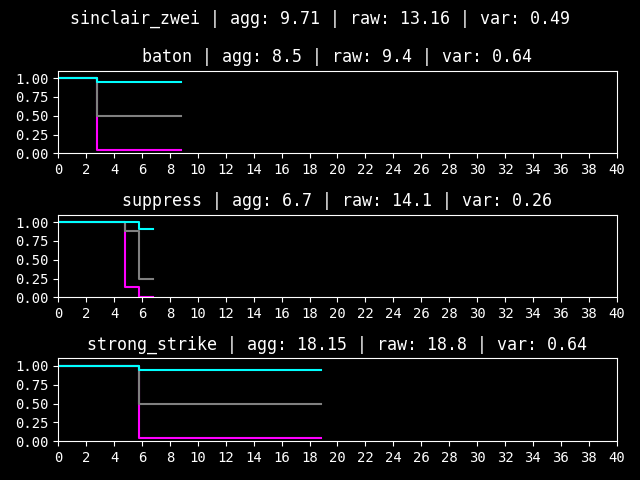 sinclair_zwei | agg: 9.71 | raw: 13.16 | var: 0.49
baton | agg: 8.5 | raw: 9.4 | var: 0.64
1.00
0.75
0.50
0.25
0.00
0 2 4 6 8 10 12 14 16 18 20 22 24 26 28 30 32 34 36 38 40
suppress | agg: 6.7 | raw: 14.1 | var: 0.26
1.00
0.75
0.50
0.25
0.00
0 2 4 6 8 10 12 14 16 18 20 22 24 26 28 30 32 34 36 38 40
strong_strike | agg: 18.15 | raw: 18.8 | var: 0.64
1.00
0.75
0.50
0.25
0.00
0 2 4 6 8 10 12 14 16 18 20 22 24 26 28 30 32 34 36 38 40